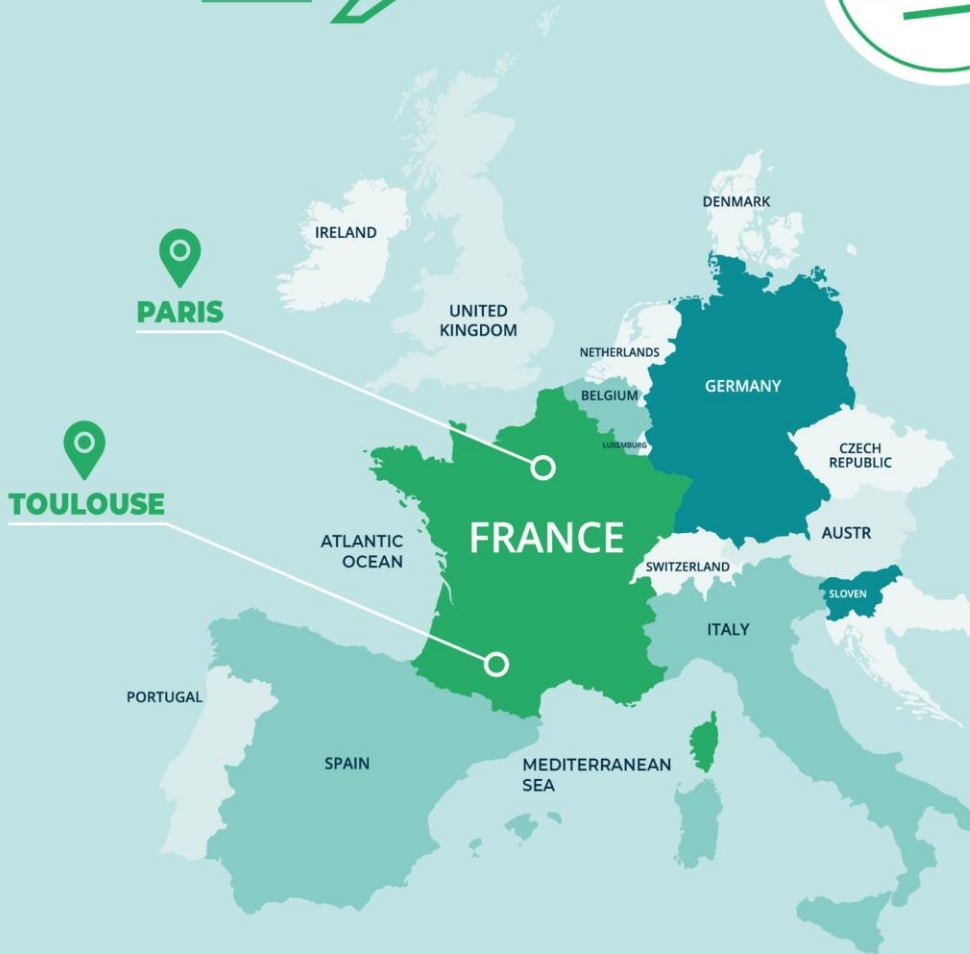 DENMARK
IRELAND
PARIS
UNITED
KINGDOM
NETHERLANDS
GERMANY
BELGIUM
LUXEMBURG
CZECH
REPUBLIC
TOULOUSE
FRANCE
ATLANTIC
OCEAN
AUSTR
SWITZERLAND
SLOVEN
ITALY
PORTUGAL
SPAIN
MEDITERRANEAN
SEA